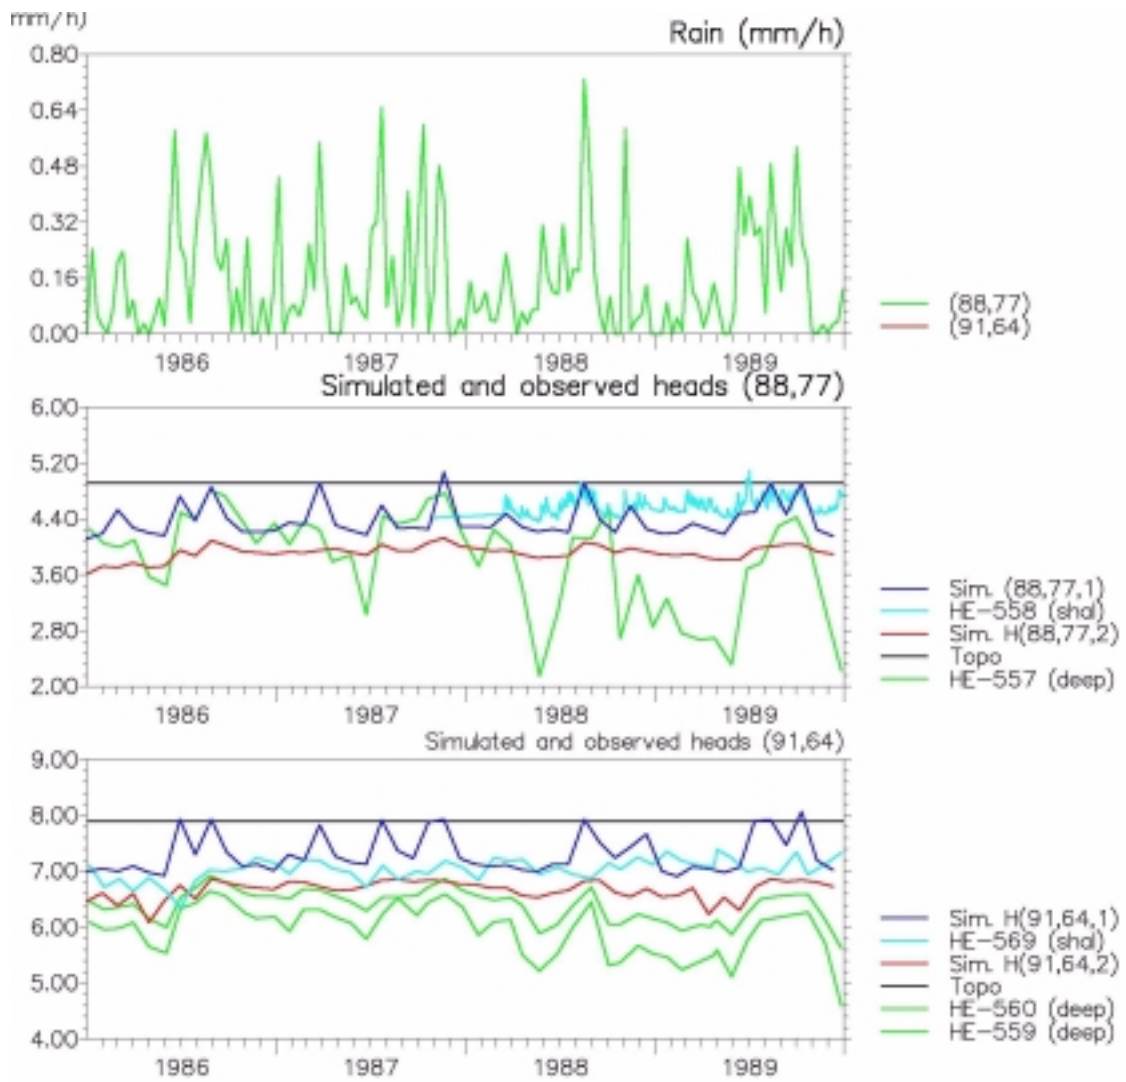 mm/h)
Rain (mm/h)
0.80
0.64
0.48
0.32
0.16
0.00
1986 1987 1988 1989
(88,77)
(91,64)
Simulated and observed heads (88,77)
6.00
5.20
4.40
3.60
2.80
2.00
1986 1987 1988 1989
Sim. (88,77,1)
HE-558 (shal)
Sim. H(88,77,2)
Topo
HE-557 (deep)
Simulated and observed heads (91,64)
9.00
8.00
7.00
6.00
5.00
4.00
1986 1987 1988 1989
Sim. H(91,64,1)
HE-569 (shal)
Sim. H(91,64,2)
Topo
HE-560 (deep)
HE-559 (deep)